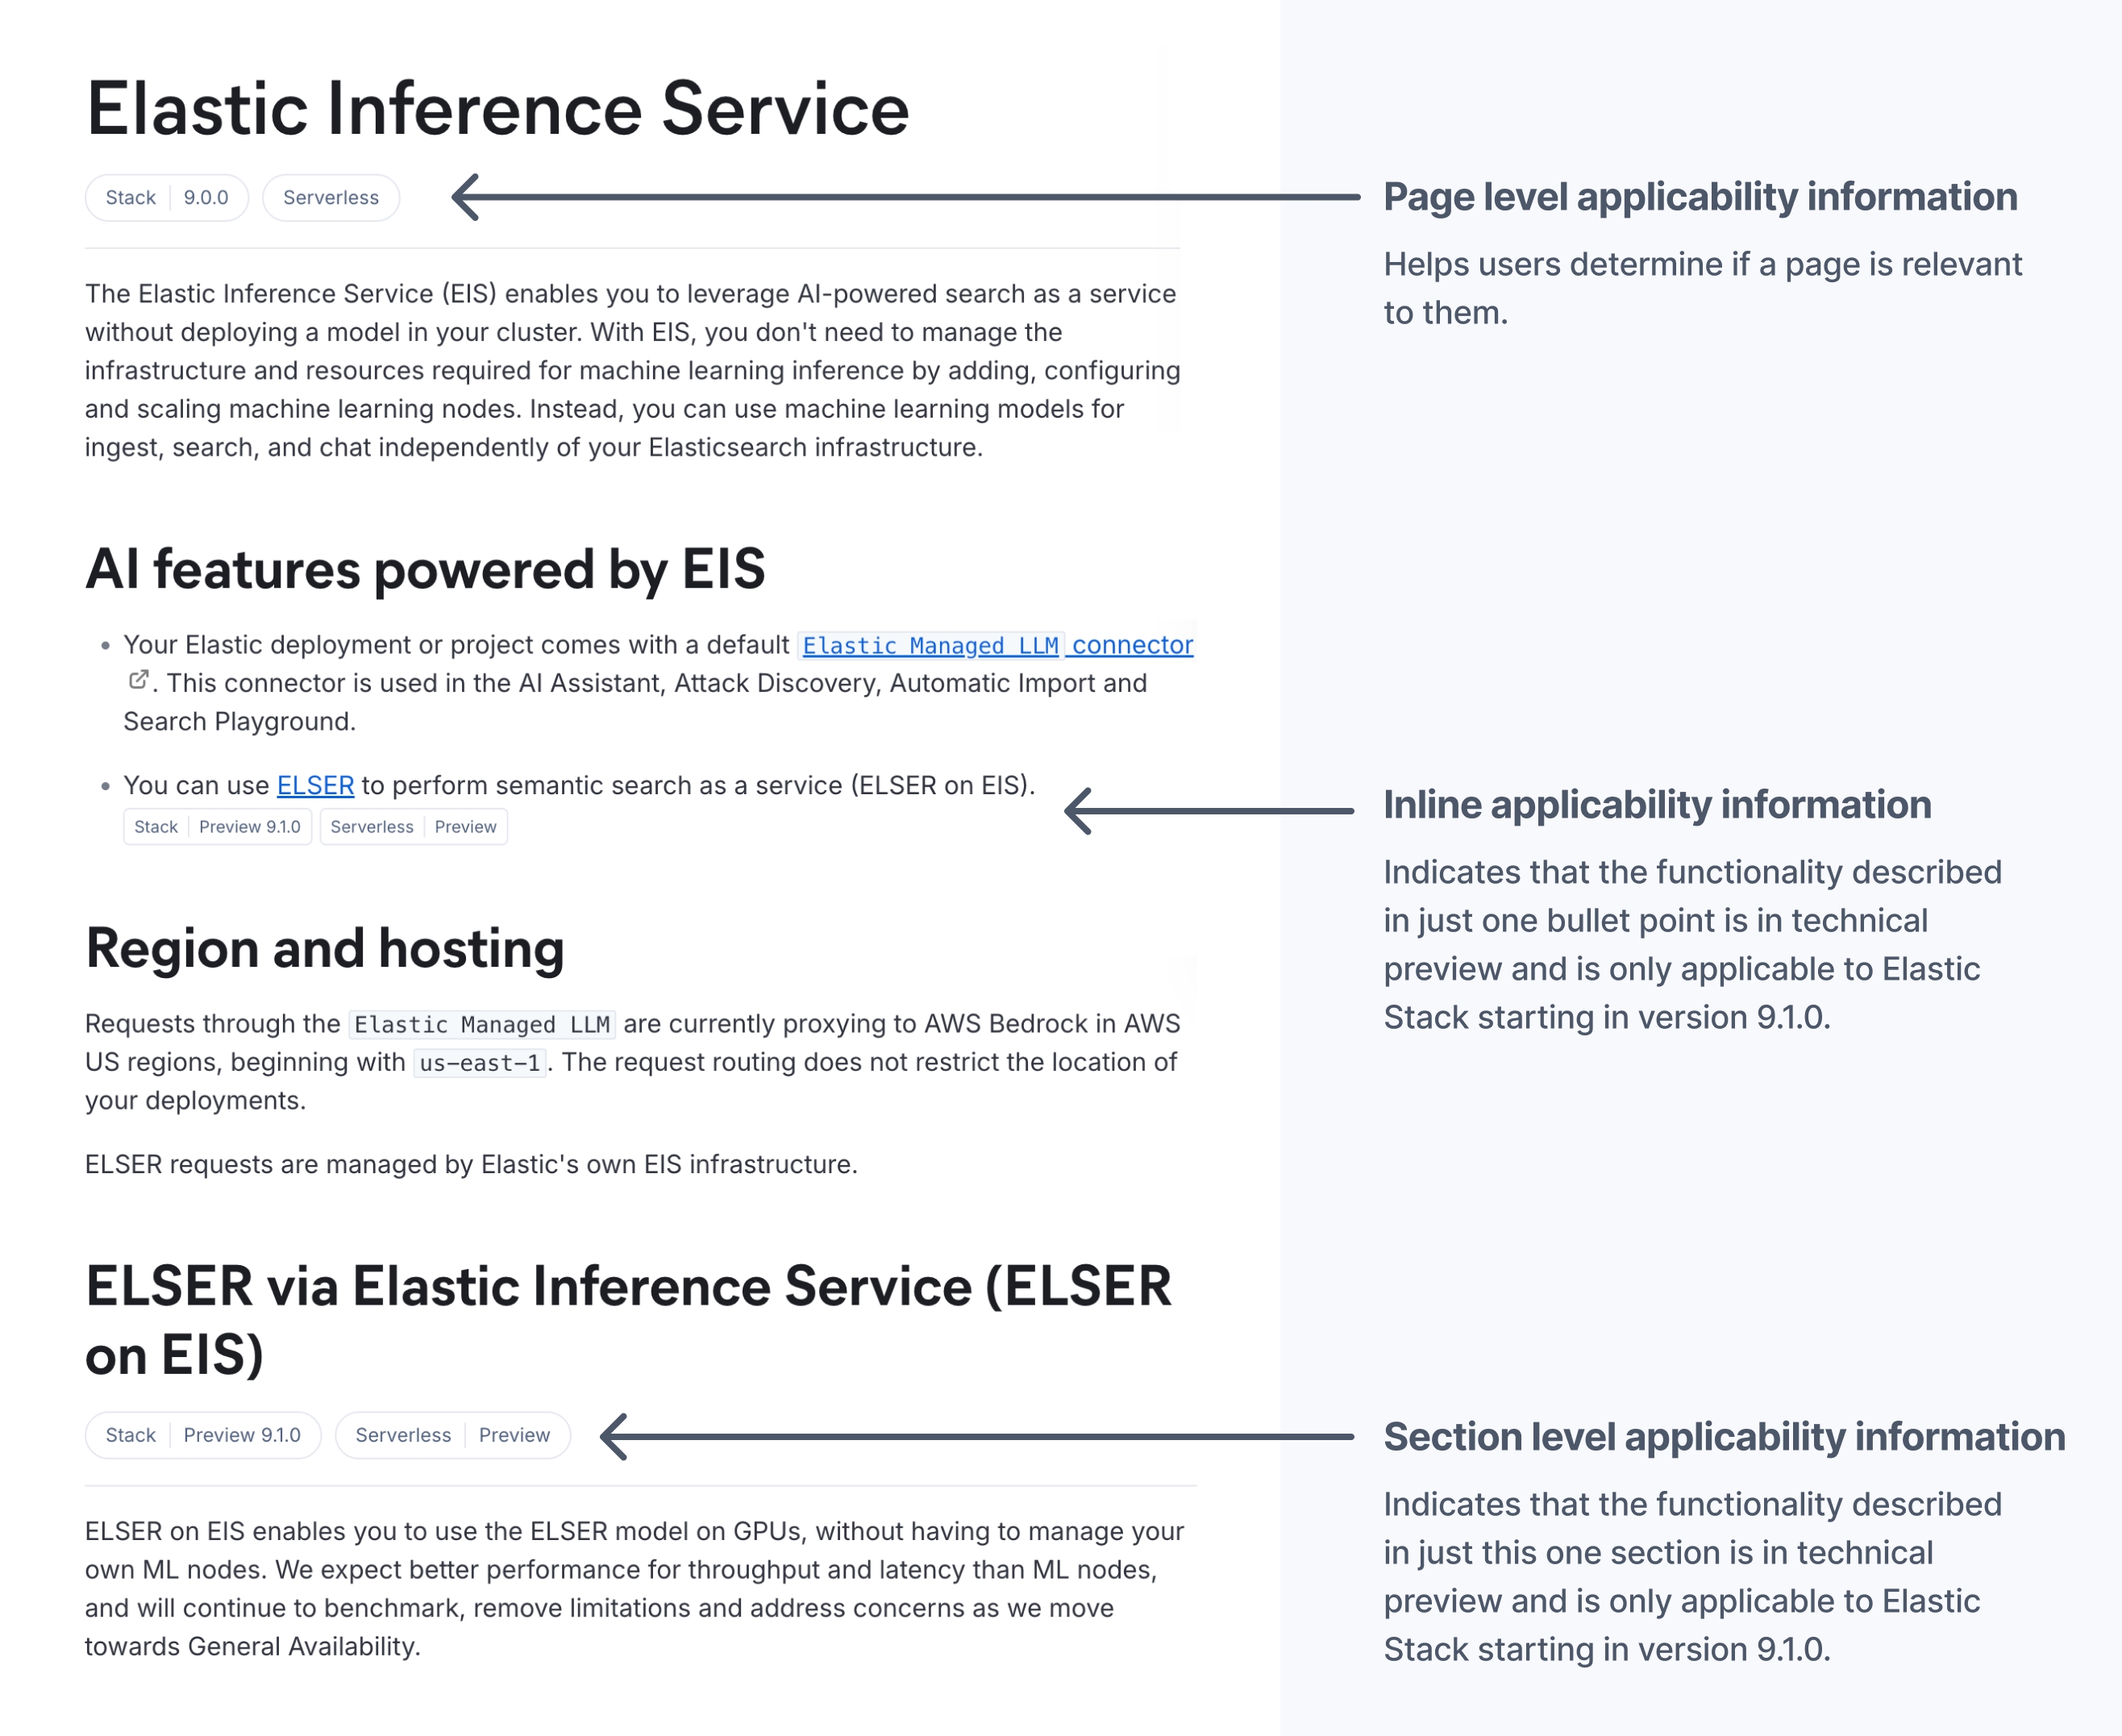 Elastic Inference Service
Stack | 9.0.0 Serverless
Page level applicability information
Helps users determine if a page is relevant
to them.
The Elastic Inference Service (EIS) enables you to leverage AI-powered search as a service
without deploying a model in your cluster. With EIS, you don't need to manage the
infrastructure and resources required for machine learning inference by adding, configuring
and scaling machine learning nodes. Instead, you can use machine learning models for
ingest, search, and chat independently of your Elasticsearch infrastructure.
AI features powered by EIS
• Your Elastic deployment or project comes with a default Elastic Managed LLM connector
. This connector is used in the AI Assistant, Attack Discovery, Automatic Import and
Search Playground.
• You can use ELSER to perform semantic search as a service (ELSER on EIS).
Stack | Preview 9.1.0 Serverless | Preview
Inline applicability information
Indicates that the functionality described
in just one bullet point is in technical
preview and is only applicable to Elastic
Stack starting in version 9.1.0.
Region and hosting
Requests through the Elastic Managed LLM are currently proxying to AWS Bedrock in AWS
US regions, beginning with us-east-1. The request routing does not restrict the location of
your deployments.
ELSER requests are managed by Elastic's own EIS infrastructure.
ELSER via Elastic Inference Service (ELSER
on EIS)
Stack | Preview 9.1.0 Serverless | Preview
Section level applicability information
Indicates that the functionality described
in just this one section is in technical
preview and is only applicable to Elastic
Stack starting in version 9.1.0.
ELSER on EIS enables you to use the ELSER model on GPUs, without having to manage your
own ML nodes. We expect better performance for throughput and latency than ML nodes,
and will continue to benchmark, remove limitations and address concerns as we move
towards General Availability.